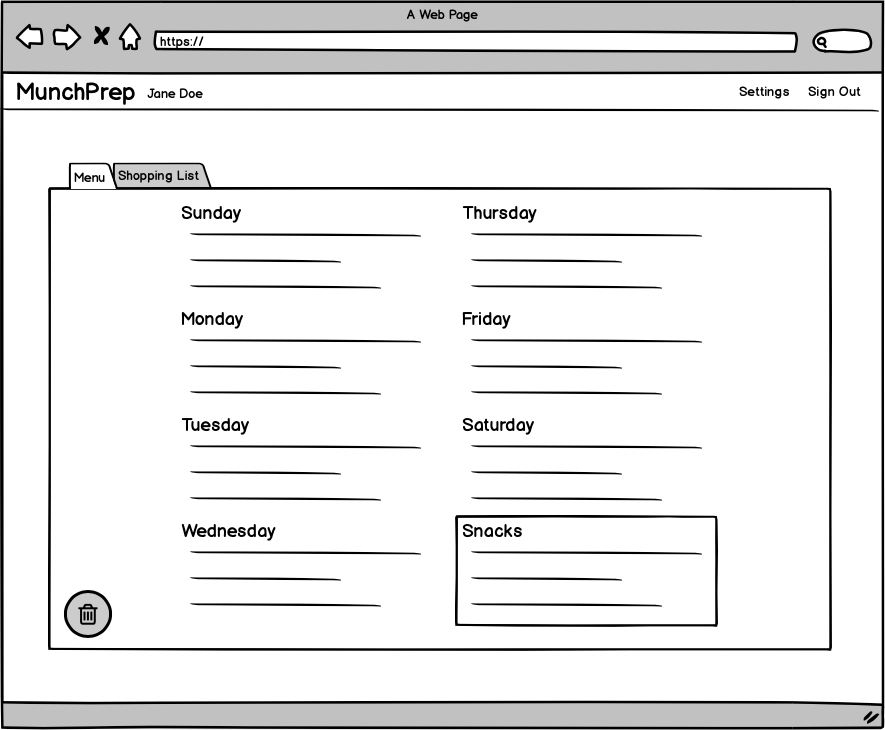 A Web Page
https://
MunchPrep Jane Doe Settings Sign Out
Menu Shopping List
Sunday
Monday
Tuesday
Wednesday
Thursday
Friday
Saturday
Snacks